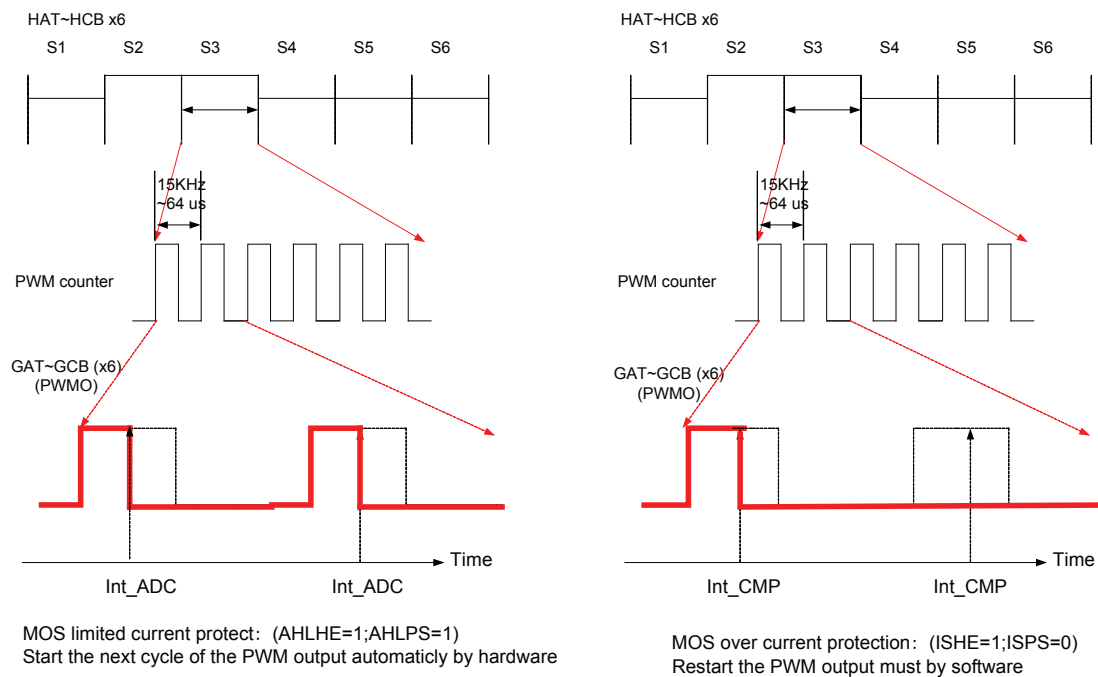 HAT~HCB x6
S1 S2 S3 S4 S5 S6
15KHz
~64 us
PWM counter
GAT~GCB (x6)
(PWMO)
Time
Int_ADC Int_ADC
MOS limited current protect: (AHLHE=1;AHLPS=1)
Start the next cycle of the PWM output automaticly by hardware
HAT~HCB x6
S1 S2 S3 S4 S5 S6
15KHz
~64 us
PWM counter
GAT~GCB (x6)
(PWMO)
Time
Int_CMP Int_CMP
MOS over current protection: (ISHE=1;ISPS=0)
Restart the PWM output must by software